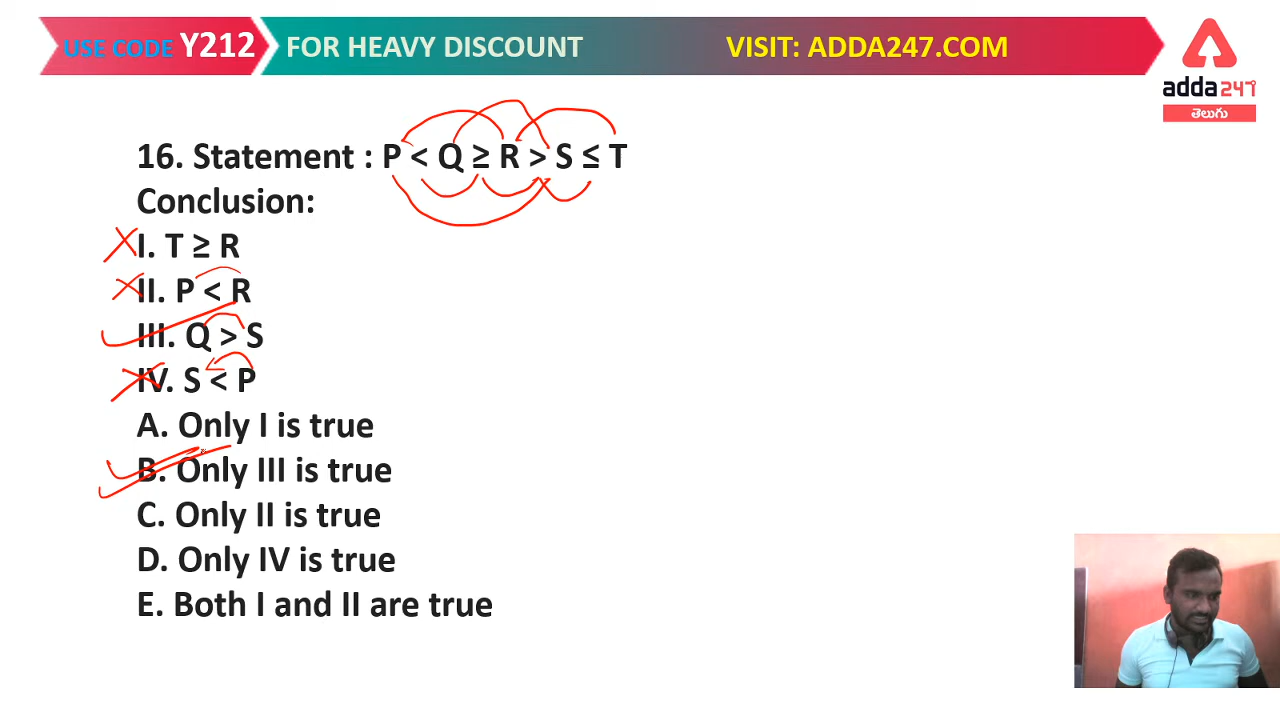 USE CODE Y212 FOR HEAVY DISCOUNT VISIT: ADDA247.COM
adda247
తెలుగు
16. Statement : P < Q ≥ R > S ≤ T
Conclusion:
I. T ≥ R
II. P < R
III. Q > S
IV. S < P
A. Only I is true
B. Only III is true
C. Only II is true
D. Only IV is true
E. Both I and II are true